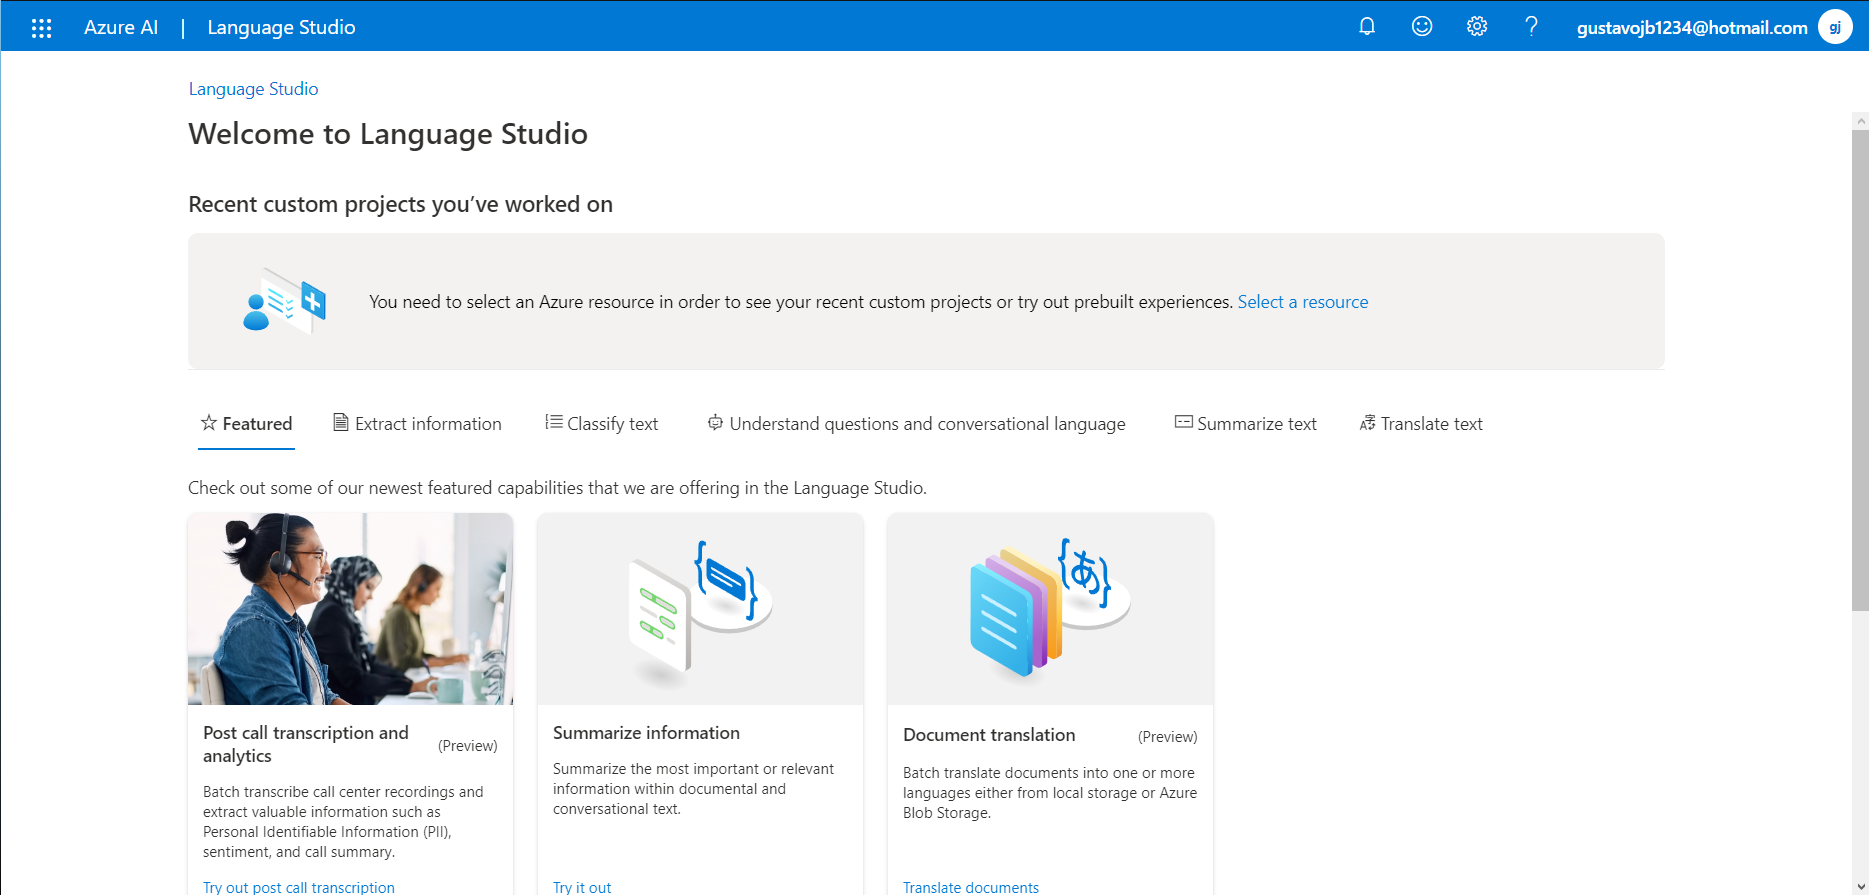 Azure AI | Language Studio
gustavojb1234@hotmail.com gj
Language Studio
Welcome to Language Studio
Recent custom projects you've worked on
You need to select an Azure resource in order to see your recent custom projects or try out prebuilt experiences. Select a resource
Featured Extract information Classify text Understand questions and conversational language Summarize text Translate text
Check out some of our newest featured capabilities that we are offering in the Language Studio.
Post call transcription and
analytics
(Preview)
Batch transcribe call center recordings and
extract valuable information such as
Personal Identifiable Information (PII),
sentiment, and call summary.
Try out post call transcription
Summarize information
Summarize the most important or relevant
information within documental and
conversational text.
Try it out
Document translation (Preview)
Batch translate documents into one or more
languages either from local storage or Azure
Blob Storage.
Translate documents